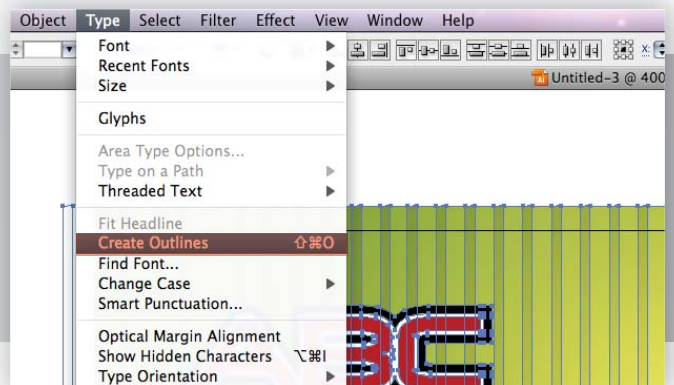 Object Type Select Filter Effect View Window Help
X:
Untitled-3 @ 400
Font
Recent Fonts
Size
Glyphs
Area Type Options...
Type on a Path
Threaded Text
Fit Headline
Create Outlines ⇧⌘O
Find Font...
Change Case
Smart Punctuation...
Optical Margin Alignment
Show Hidden Characters ⌥⌘I
Type Orientation
BC